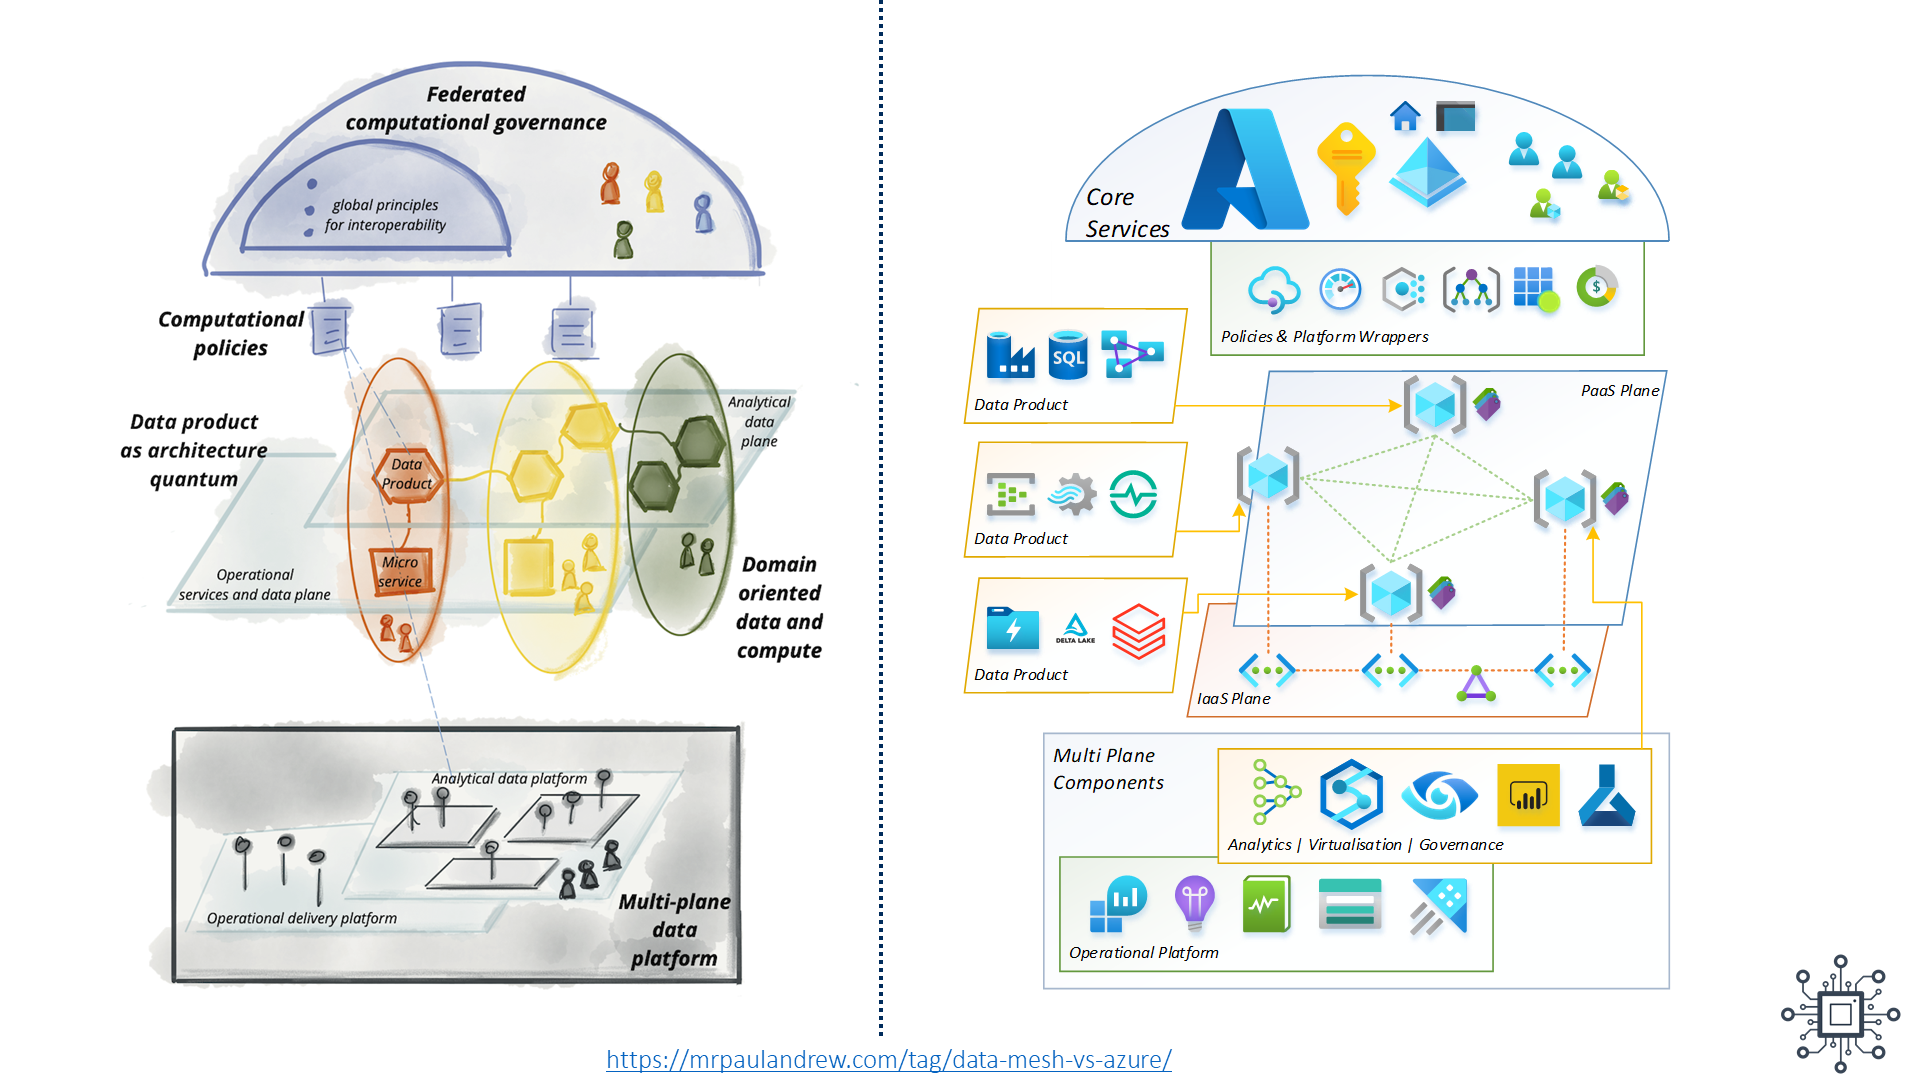 Federated
computational governance
global principles
for interoperability
Computational
policies
Data product
as architecture
quantum
Analytical
data
plane
Data
Product
Micro
service
Operational
services and data plane
Domain
oriented
data and
compute
Analytical data platform
Operational delivery platform
Multi-plane
data
platform
Core
Services
Policies & Platform Wrappers
SQL
Data Product
PaaS Plane
Data Product
DELTA LAKE
Data Product
IaaS Plane
Multi Plane
Components
Analytics | Virtualisation | Governance
Operational Platform
$
https://mrpaulandrew.com/tag/data-mesh-vs-azure/